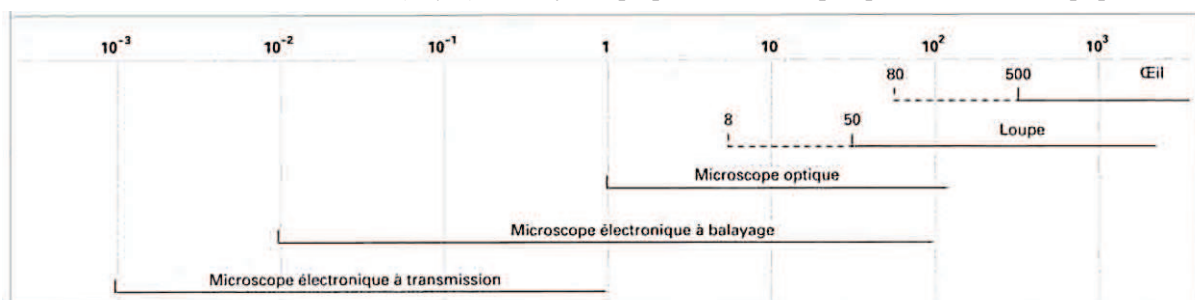 10⁻³ 10⁻² 10⁻¹ 1 10 10² 10³
80 500 Œil
8 50 Loupe
Microscope optique
Microscope électronique à balayage
Microscope électronique à transmission